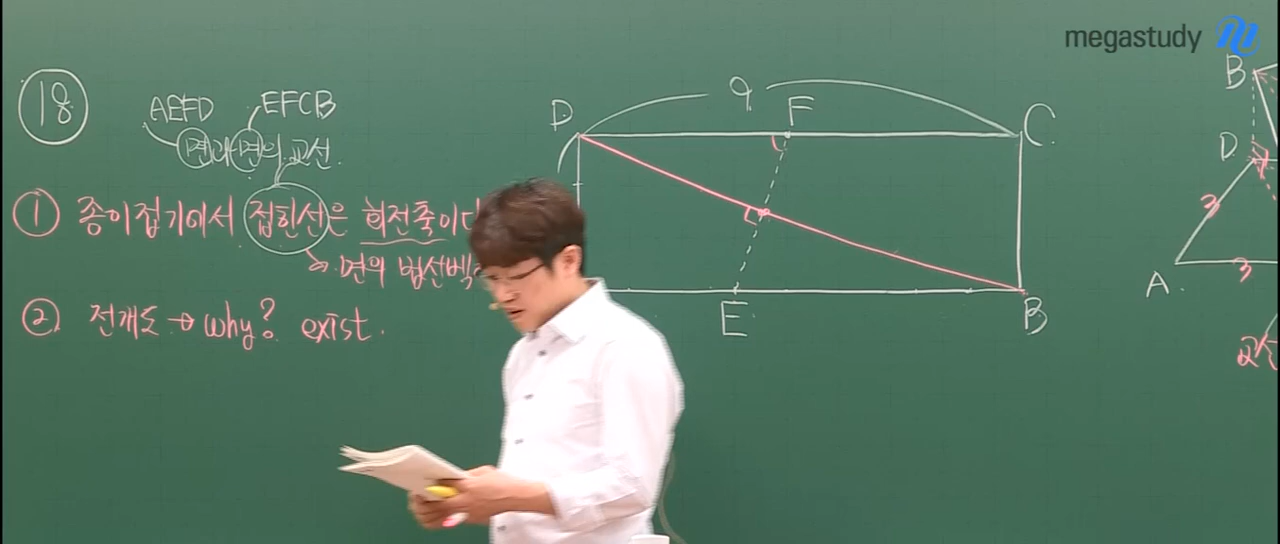 megastudy
18
AEFD EFCB
면과 면의 교선.
① 종이접기에서 접힌선은 회전축이다
면의 법선벡
② 전개도 → why? exist.
D 9 F C
E B
B
D
3
A. 3
교선